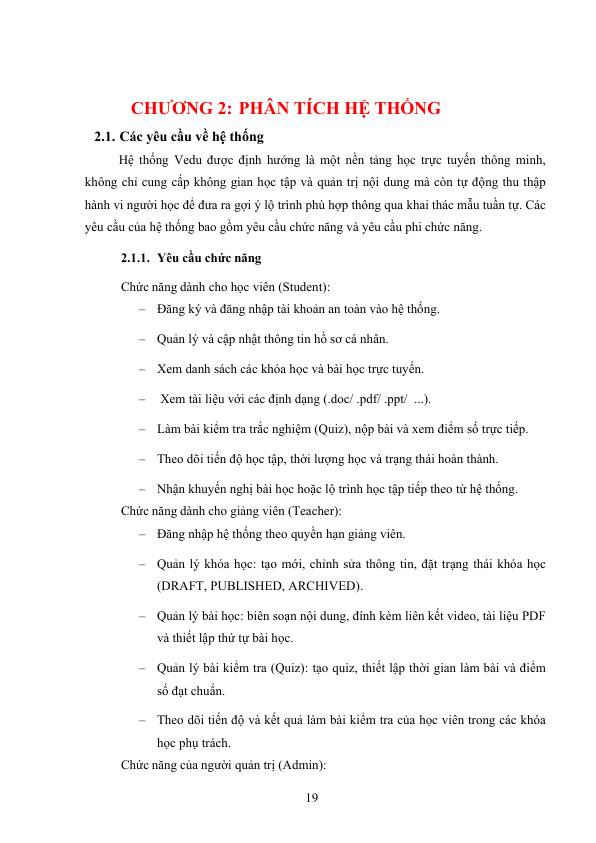 CHƯƠNG 2: PHÂN TÍCH HỆ THỐNG
2.1. Các yêu cầu về hệ thống
Hệ thống Vedu được định hướng là một nền tảng học trực tuyến thông minh,
không chỉ cung cấp không gian học tập và quản trị nội dung mà còn tự động thu thập
hành vi người học để đưa ra gợi ý lộ trình phù hợp thông qua khai thác mẫu tuần tự. Các
yêu cầu của hệ thống bao gồm yêu cầu chức năng và yêu cầu phi chức năng.
2.1.1. Yêu cầu chức năng
Chức năng dành cho học viên (Student):
– Đăng ký và đăng nhập tài khoản an toàn vào hệ thống.
– Quản lý và cập nhật thông tin hồ sơ cá nhân.
– Xem danh sách các khóa học và bài học trực tuyến.
– Xem tài liệu với các định dạng (.doc/ .pdf/ .ppt/ ...).
– Làm bài kiểm tra trắc nghiệm (Quiz), nộp bài và xem điểm số trực tiếp.
– Theo dõi tiến độ học tập, thời lượng học và trạng thái hoàn thành.
– Nhận khuyến nghị bài học hoặc lộ trình học tập tiếp theo từ hệ thống.
Chức năng dành cho giảng viên (Teacher):
– Đăng nhập hệ thống theo quyền hạn giảng viên.
– Quản lý khóa học: tạo mới, chỉnh sửa thông tin, đặt trạng thái khóa học
(DRAFT, PUBLISHED, ARCHIVED).
– Quản lý bài học: biên soạn nội dung, đính kèm liên kết video, tài liệu PDF
và thiết lập thứ tự bài học.
– Quản lý bài kiểm tra (Quiz): tạo quiz, thiết lập thời gian làm bài và điểm
số đạt chuẩn.
– Theo dõi tiến độ và kết quả làm bài kiểm tra của học viên trong các khóa
học phụ trách.
Chức năng của người quản trị (Admin):
19